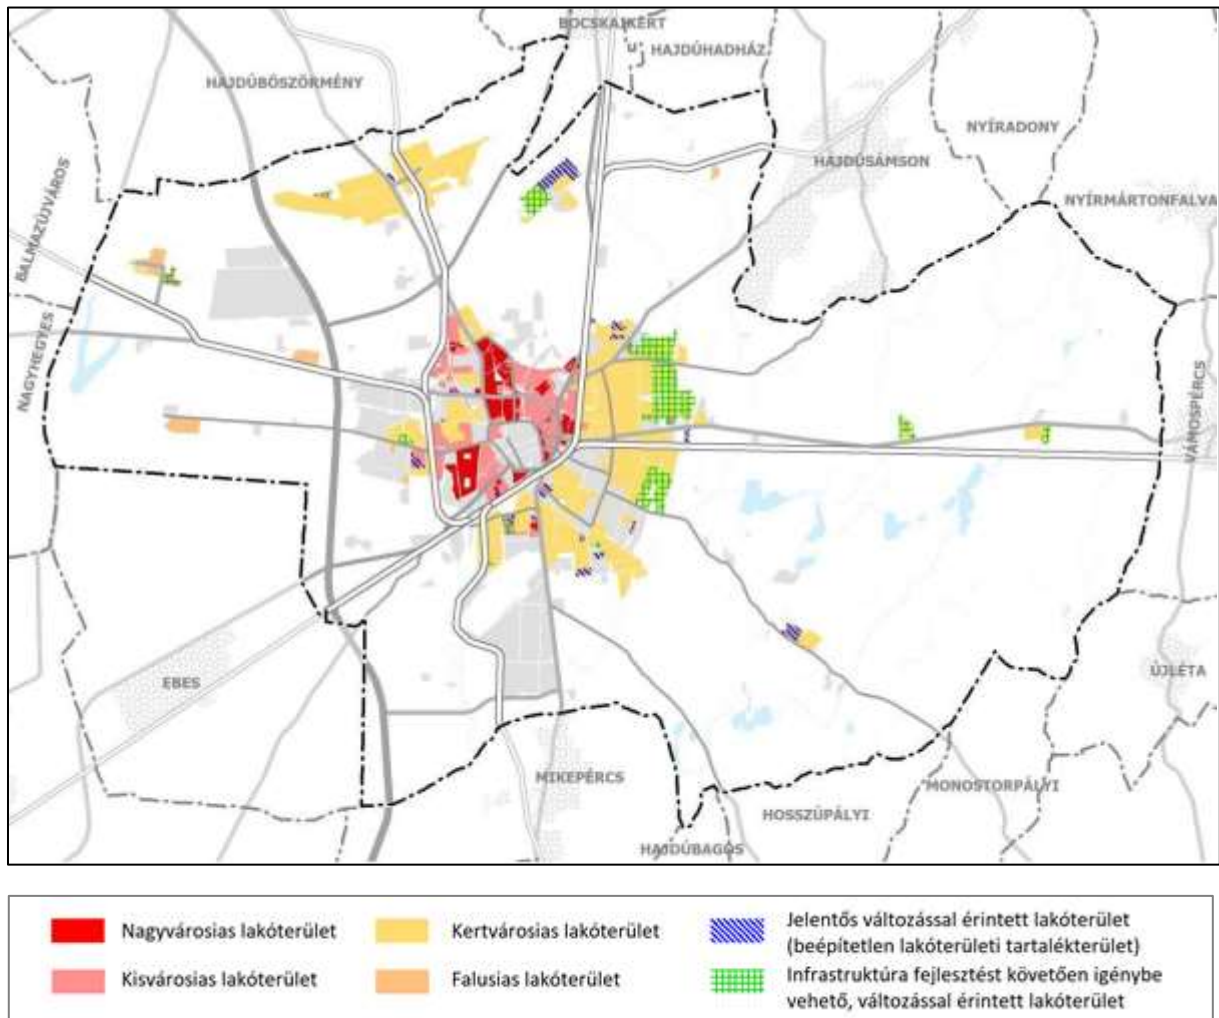 BOCSKAIKERT
HAJDÚHADHÁZ
HAJDÚBÖSZÖRMÉNY
NYÍRADONY
HAJDÚSÁMSON
NYÍRMÁRTONFALVA
BALMAZÚJVÁROS
NAGYHEGYES
VÁMOSPÉRCS
EBES
ÚJLÉTA
MIKEPÉRCS
MONOSTORPÁLYI
HOSSZÚPÁLYI
HAJDÚBAGOS
Nagyvárosias lakóterület
Kisvárosias lakóterület
Kertvárosias lakóterület
Falusias lakóterület
Jelentős változással érintett lakóterület
(beépítetlen lakóterületi tartalékterület)
Infrastruktúra fejlesztést követően igénybe
vehető, változással érintett lakóterület